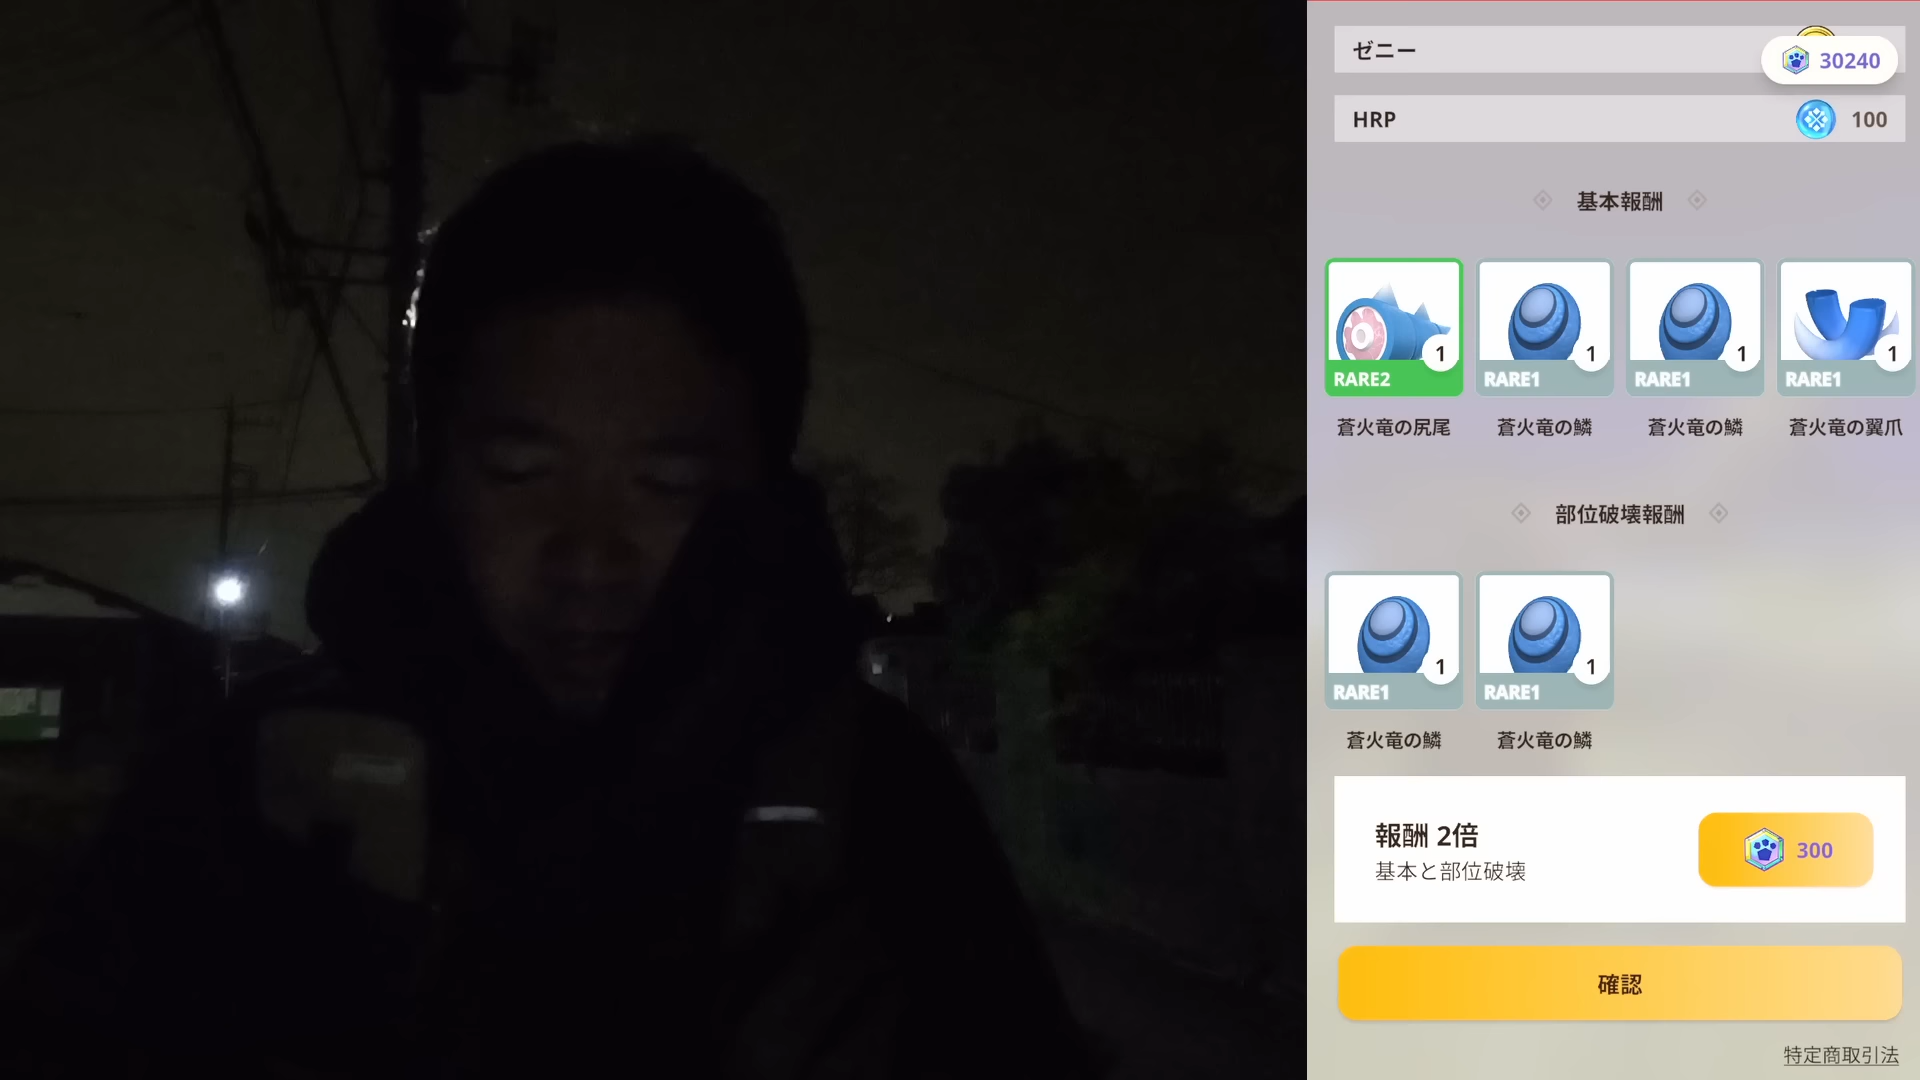 ゼニー
30240
HRP
100
基本報酬
1
RARE2
1
RARE1
1
RARE1
1
RARE1
蒼火竜の尻尾
蒼火竜の鱗
蒼火竜の鱗
蒼火竜の翼爪
部位破壊報酬
1
RARE1
1
RARE1
蒼火竜の鱗
蒼火竜の鱗
報酬 2倍
基本と部位破壊
300
確認
特定商取引法